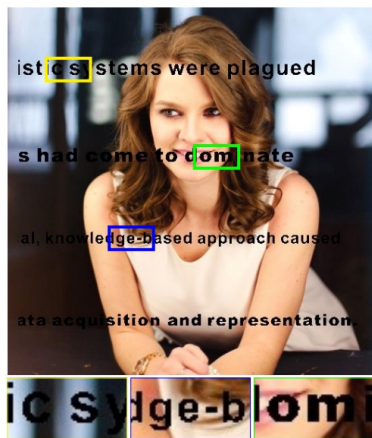 istic systems were plagued
s had come to dominate
al, knowledge-based approach caused
ata acquisition and representation.
ic sy dge-b omi